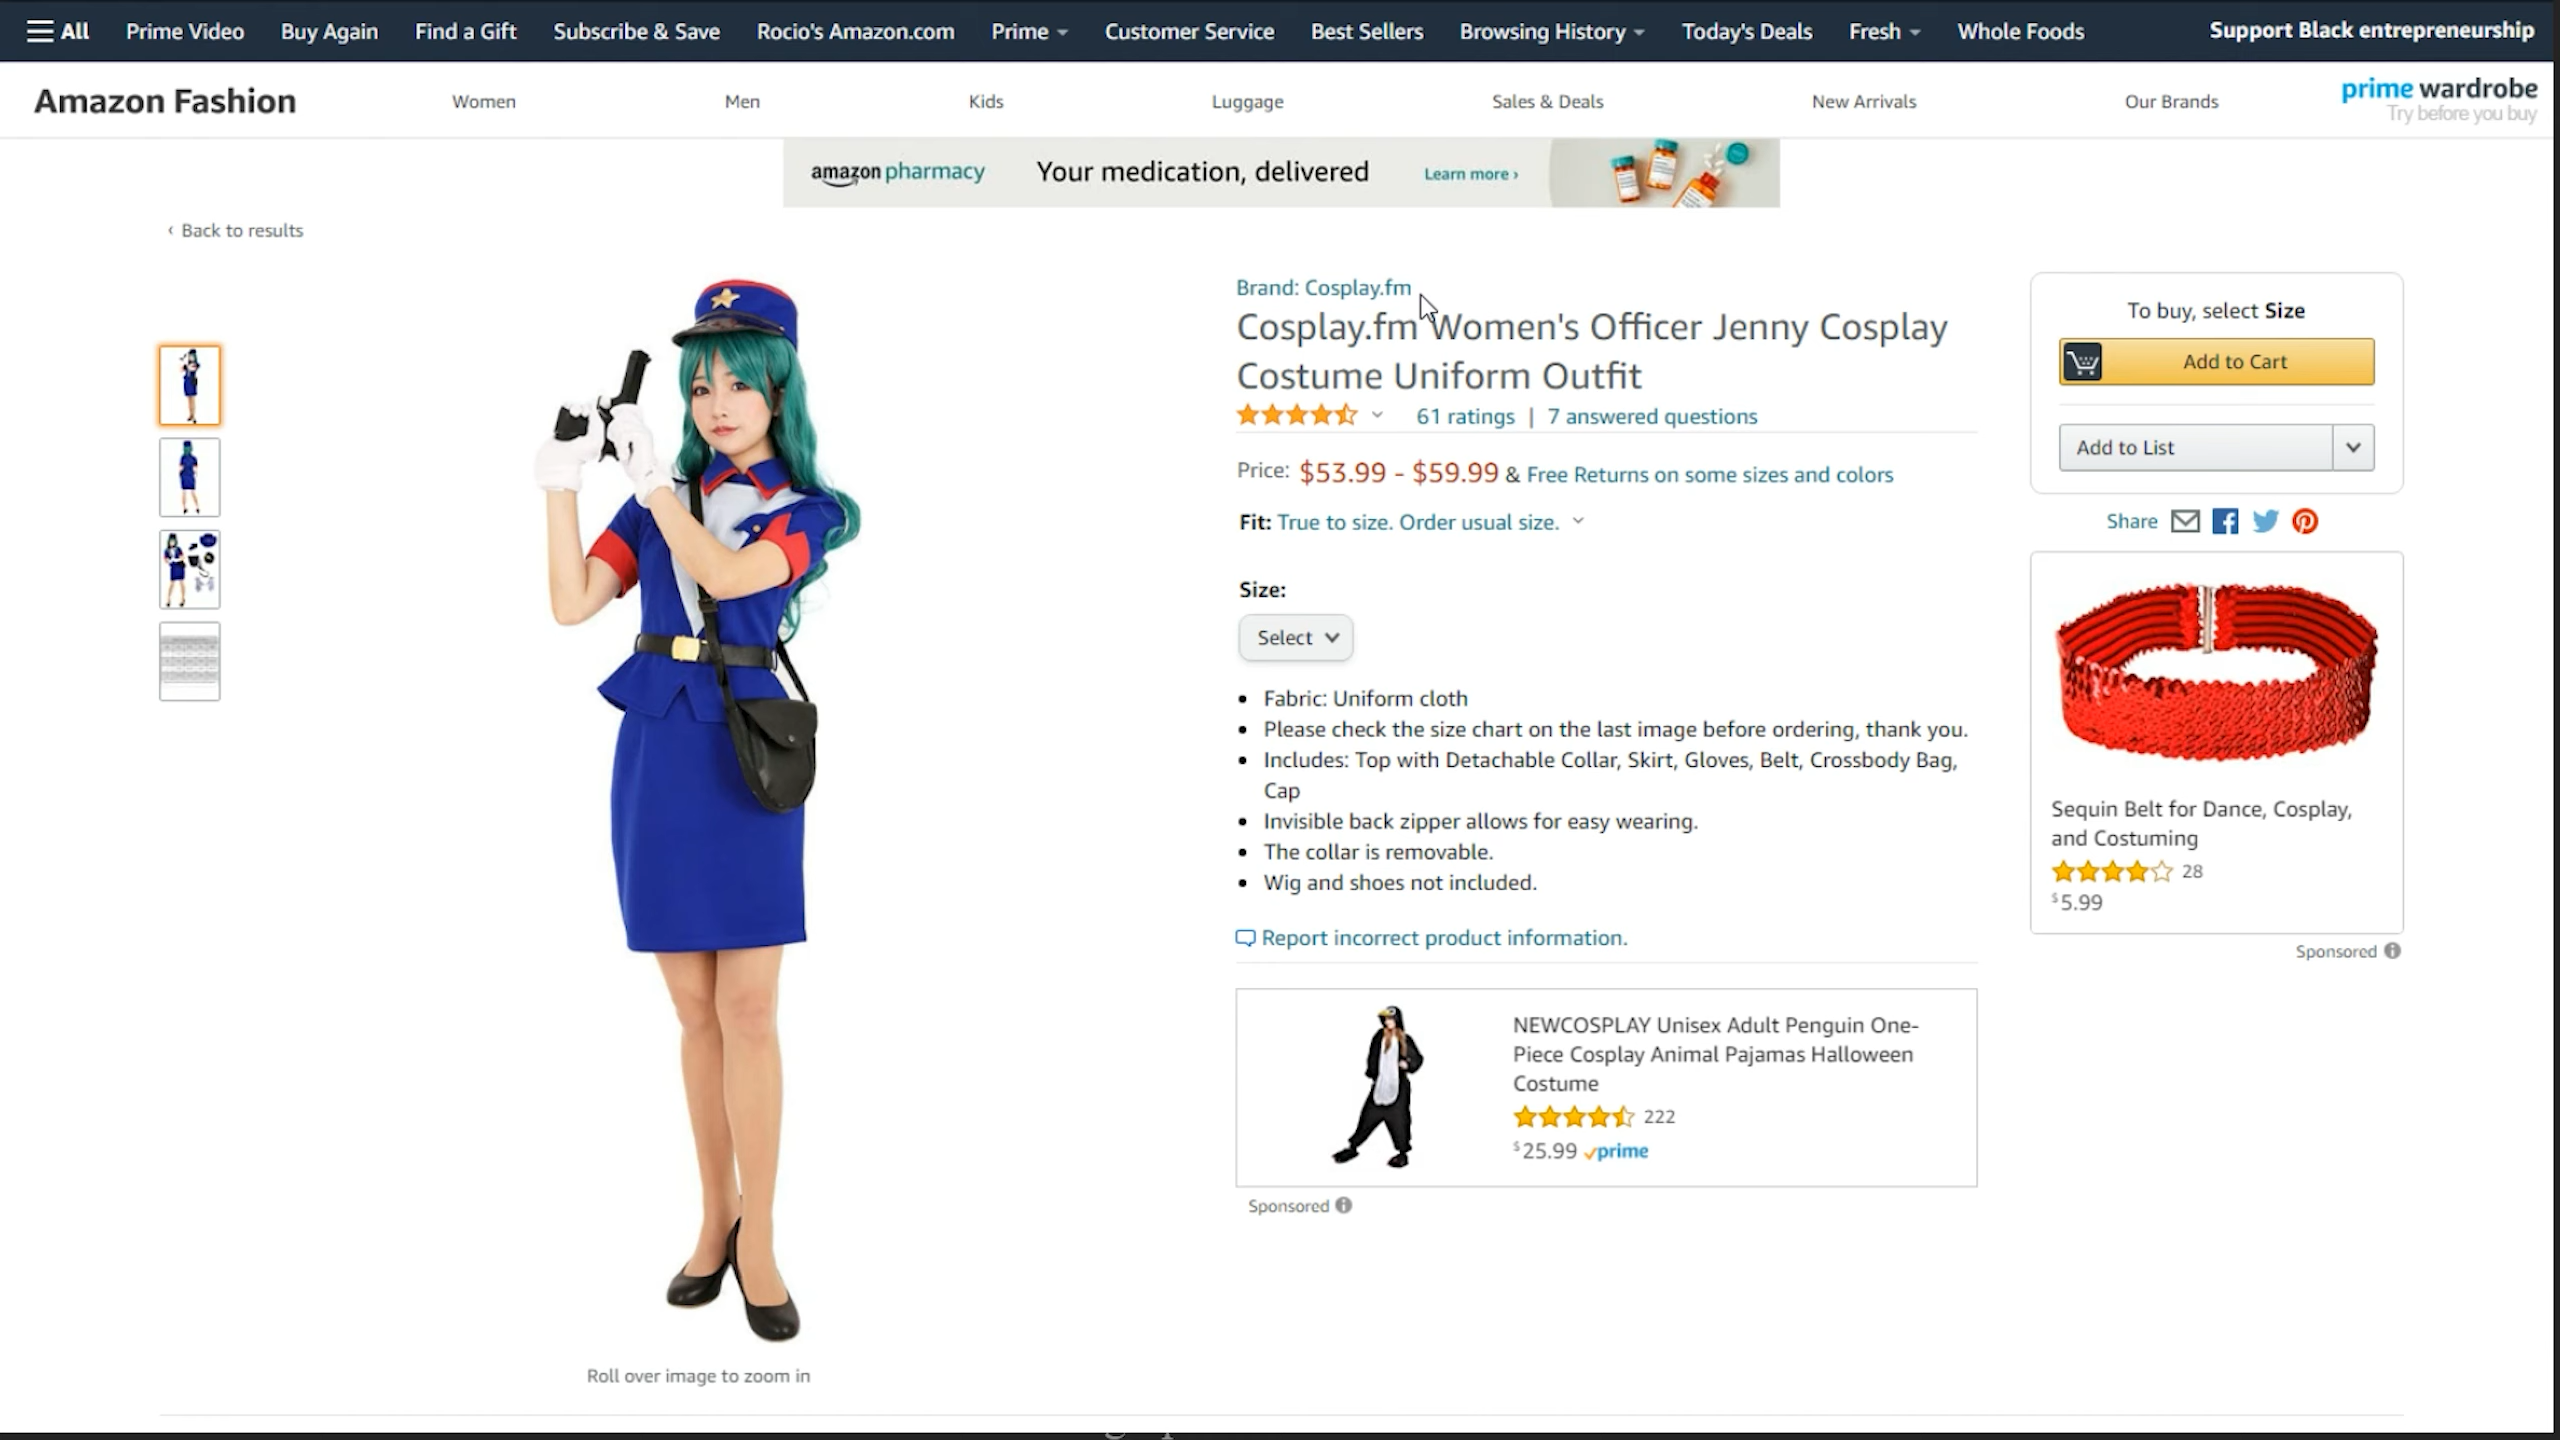 All Prime Video Buy Again Find a Gift Subscribe & Save Rocio's Amazon.com Prime Customer Service Best Sellers Browsing History Today's Deals Fresh Whole Foods Support Black entrepreneurship
Amazon Fashion Women Men Kids Luggage Sales & Deals New Arrivals Our Brands prime wardrobe
Try before you buy
amazon pharmacy Your medication, delivered Learn more ›
‹ Back to results
Brand: Cosplay.fm
Cosplay.fm Women's Officer Jenny Cosplay
Costume Uniform Outfit
61 ratings | 7 answered questions
Price: $53.99 - $59.99 & Free Returns on some sizes and colors
Fit: True to size. Order usual size.
Size:
Select
• Fabric: Uniform cloth
• Please check the size chart on the last image before ordering, thank you.
• Includes: Top with Detachable Collar, Skirt, Gloves, Belt, Crossbody Bag,
Cap
• Invisible back zipper allows for easy wearing.
• The collar is removable.
• Wig and shoes not included.
Report incorrect product information.
NEWCOSPLAY Unisex Adult Penguin One-
Piece Cosplay Animal Pajamas Halloween
Costume
222
$25.99 prime
Sponsored
To buy, select Size
Add to Cart
Add to List
Share
Sequin Belt for Dance, Cosplay,
and Costuming
28
$5.99
Sponsored
Roll over image to zoom in